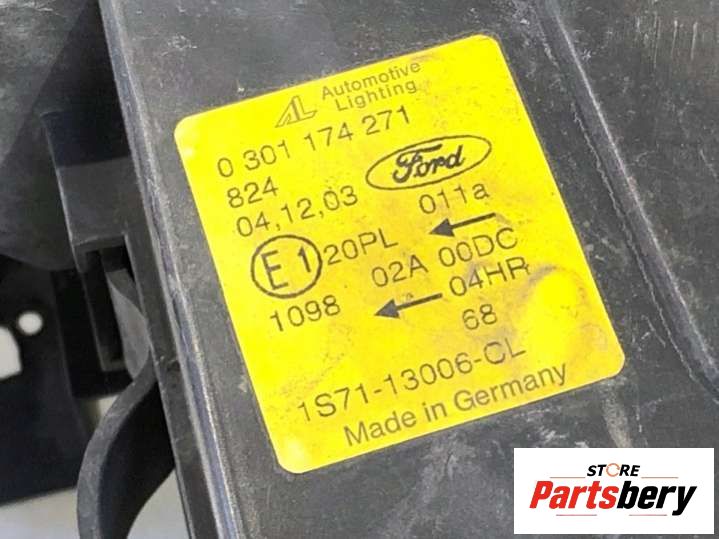 AL Automotive
Lighting
0 301 174 271
824
Ford
04,12,03
011a
E1
20PL
02A 00DC
1098
04HR
68
1S71-13006-CL
Made in Germany
STORE
Partsbery